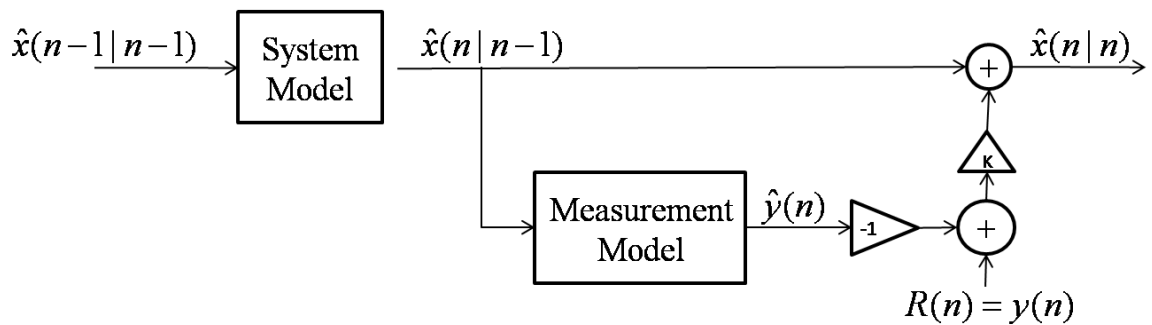 x̂(n−1|n−1)
System
Model
x̂(n|n−1)
+
x̂(n|n)
K
Measurement
Model
ŷ(n)
-1
+
R(n) = y(n)